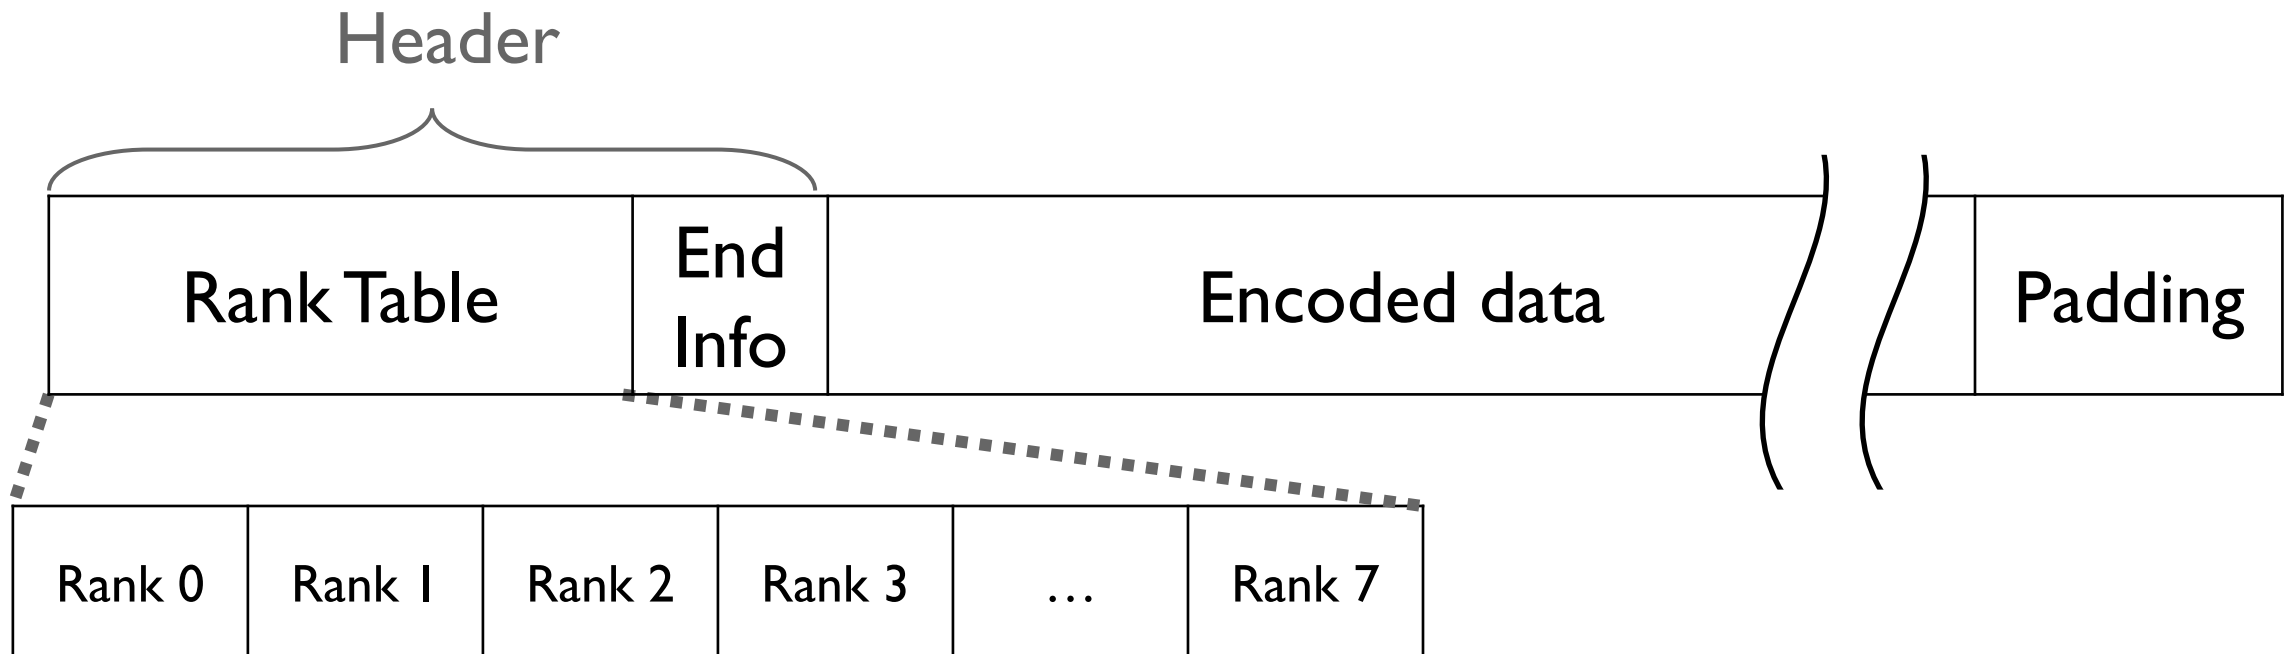 Header
Rank Table
End
Info
Encoded data
Padding
Rank 0
Rank 1
Rank 2
Rank 3
...
Rank 7